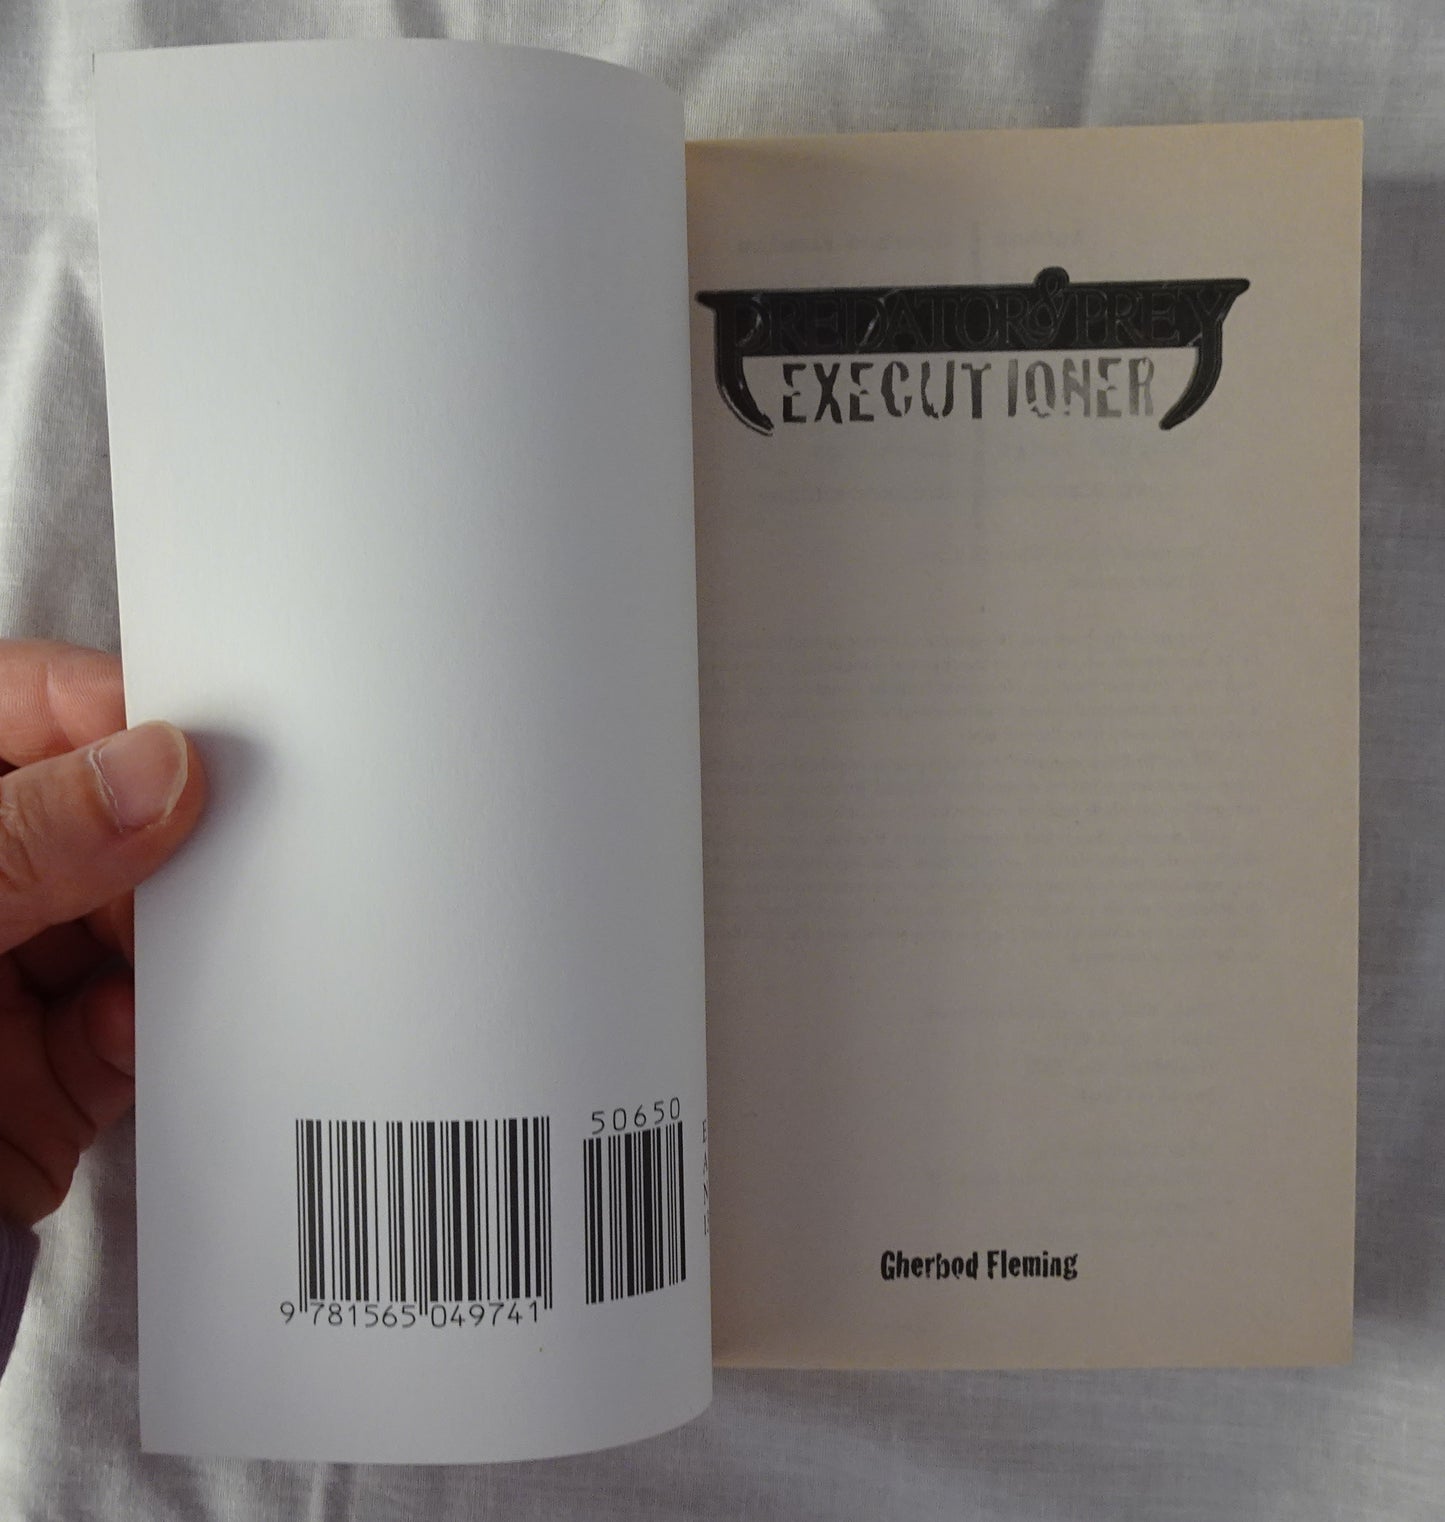 50650
9 781565 049741
PREDATOR & PREY
EXECUTIONER
Gherbod Fleming